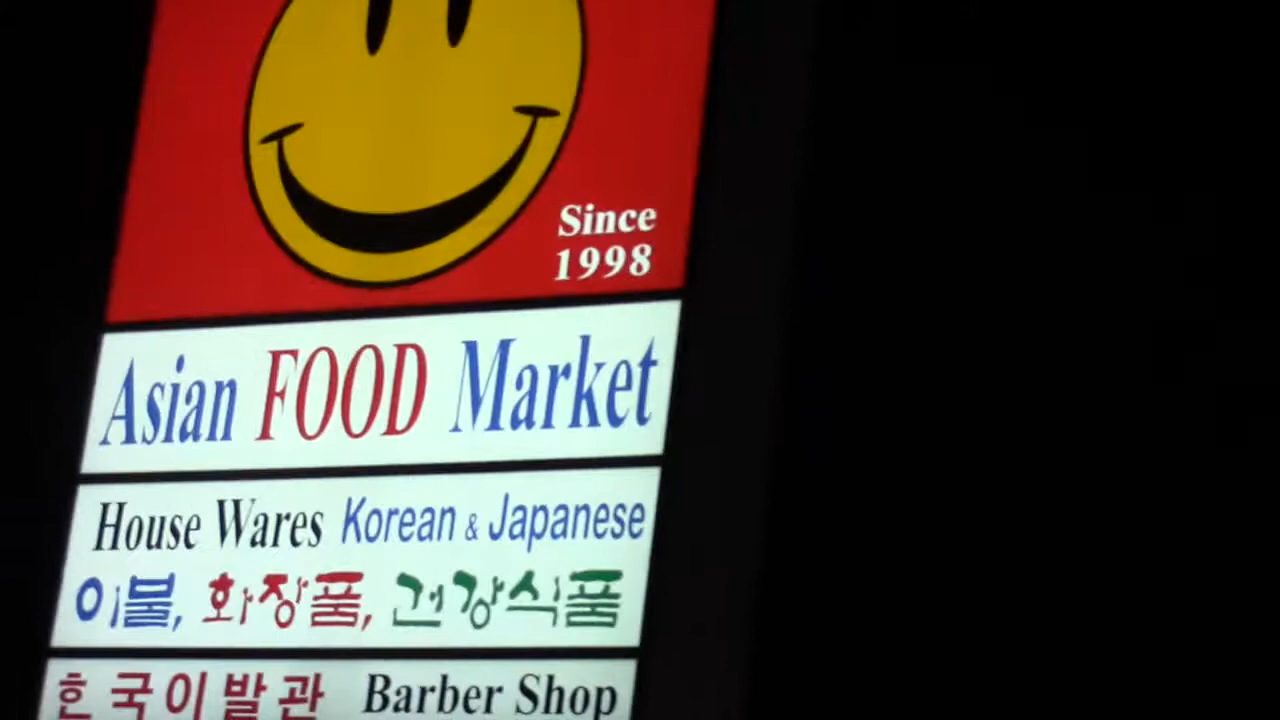 Since
1998
Asian FOOD Market
House Wares Korean & Japanese
이불, 화장품, 건강식품
한국이발관 Barber Shop